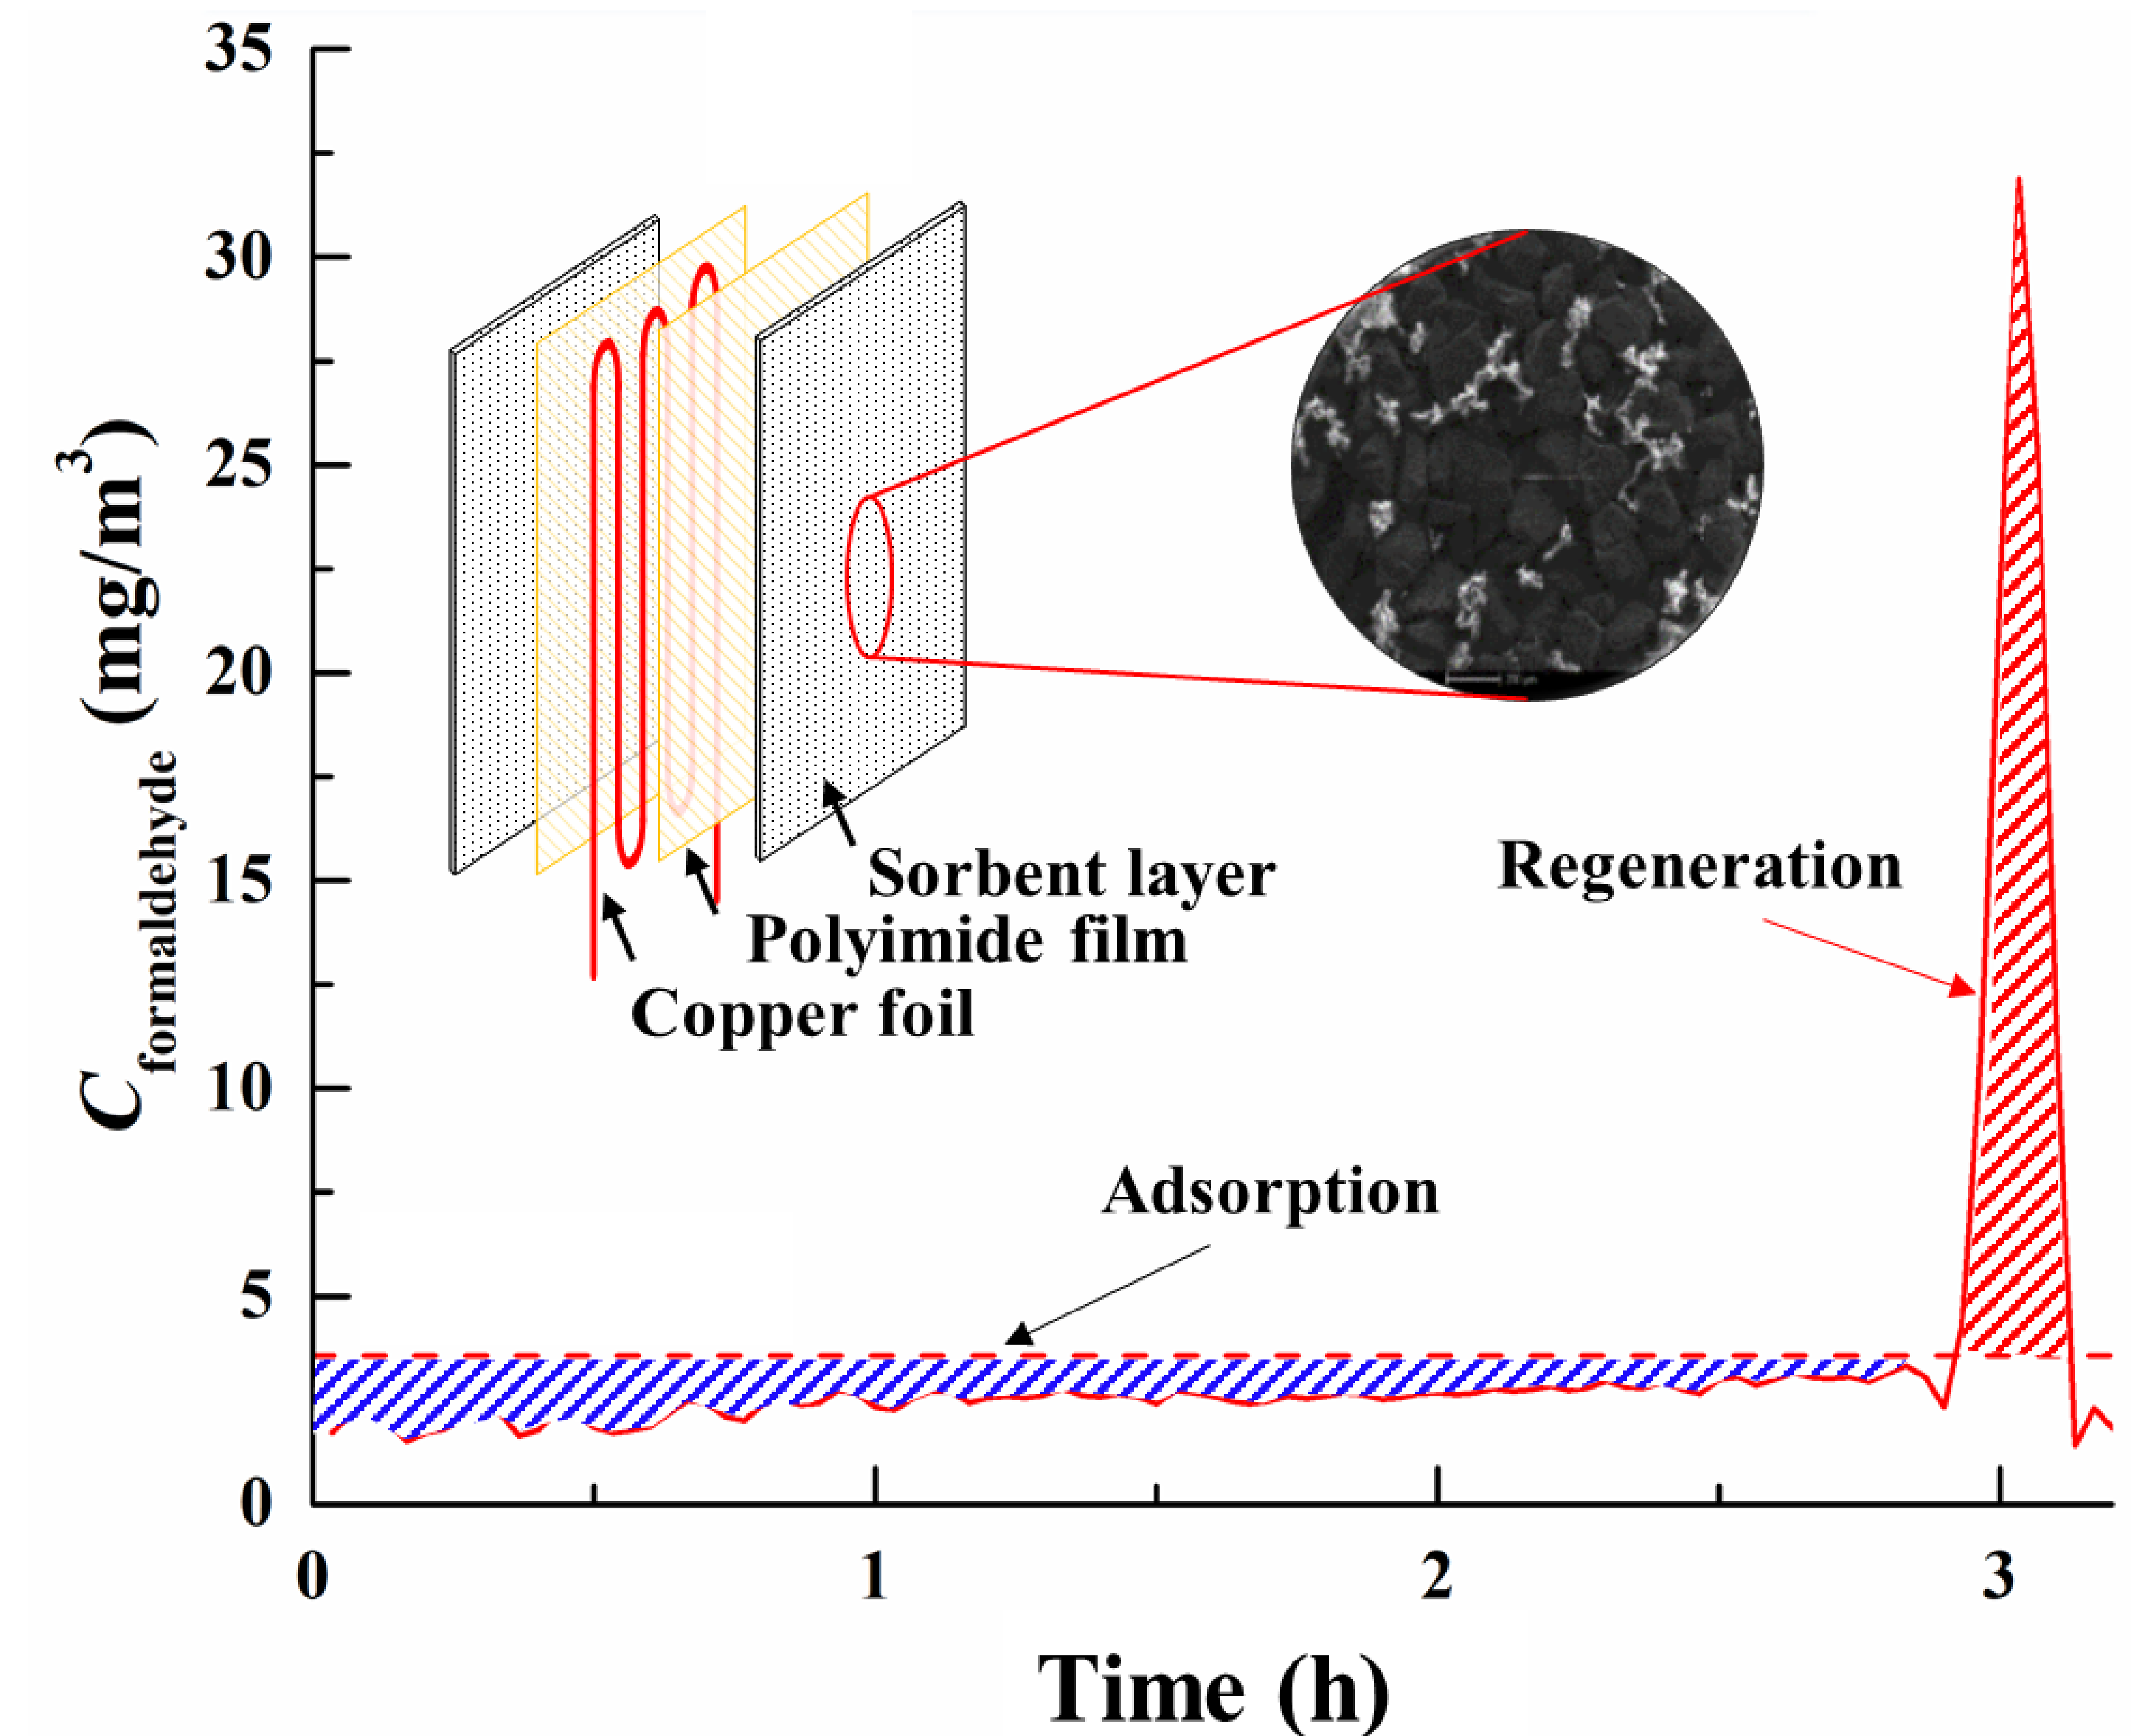 35
30
25
20
15
10
5
0
C formaldehyde (mg/m³)
Sorbent layer
Polyimide film
Copper foil
Regeneration
Adsorption
0 1 2 3
Time (h)